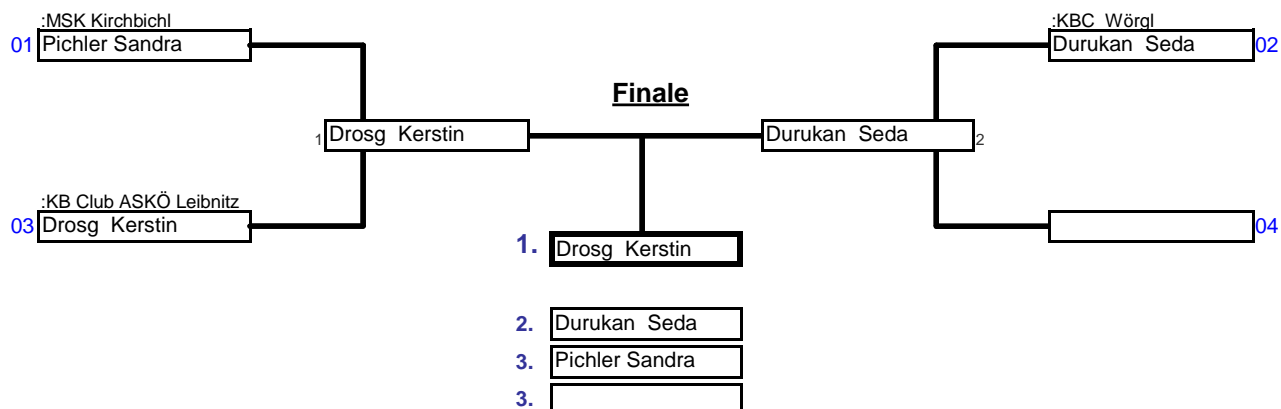 :MSK Kirchbichl
01 Pichler Sandra
:KBC Wörgl
Durukan Seda 02
Finale
1 Drosg Kerstin
Durukan Seda 2
:KB Club ASKÖ Leibnitz
03 Drosg Kerstin
04
1. Drosg Kerstin
2. Durukan Seda
3. Pichler Sandra
3.